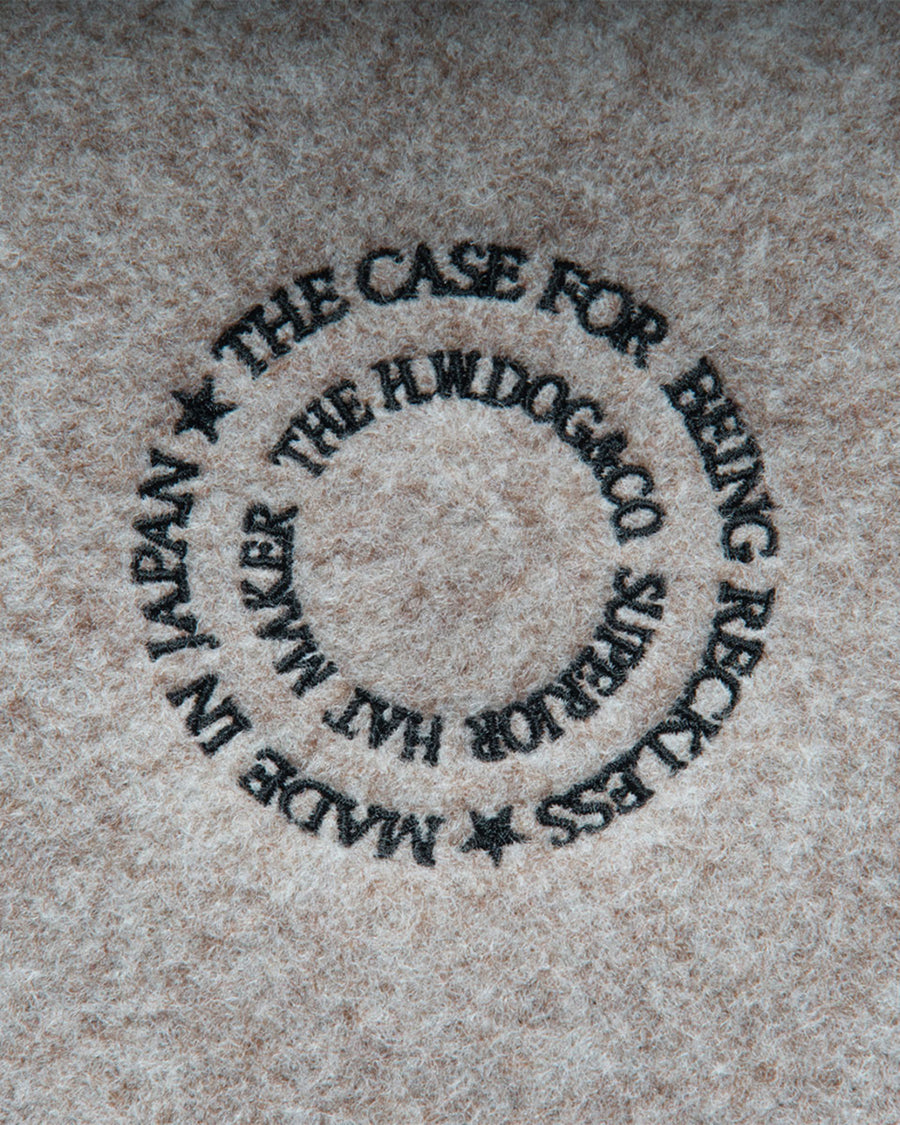 ★ THE CASE FOR BEING RECKLESS ★ MADE IN JAPAN
THE H.W.DOG&CO SUPERIOR HAT MAKER